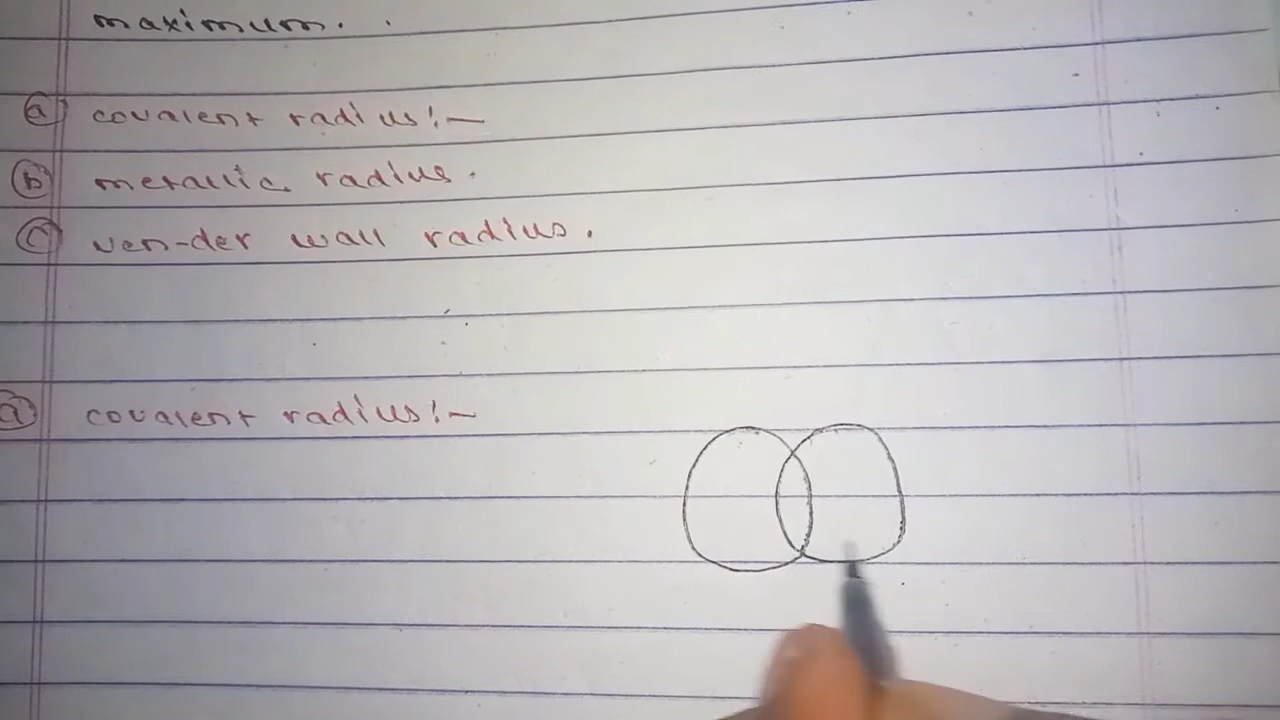 maximum.
(a) covalent radius:-
(b) metallic radius.
(c) ven-der wall radius.
(a) covalent radius:-